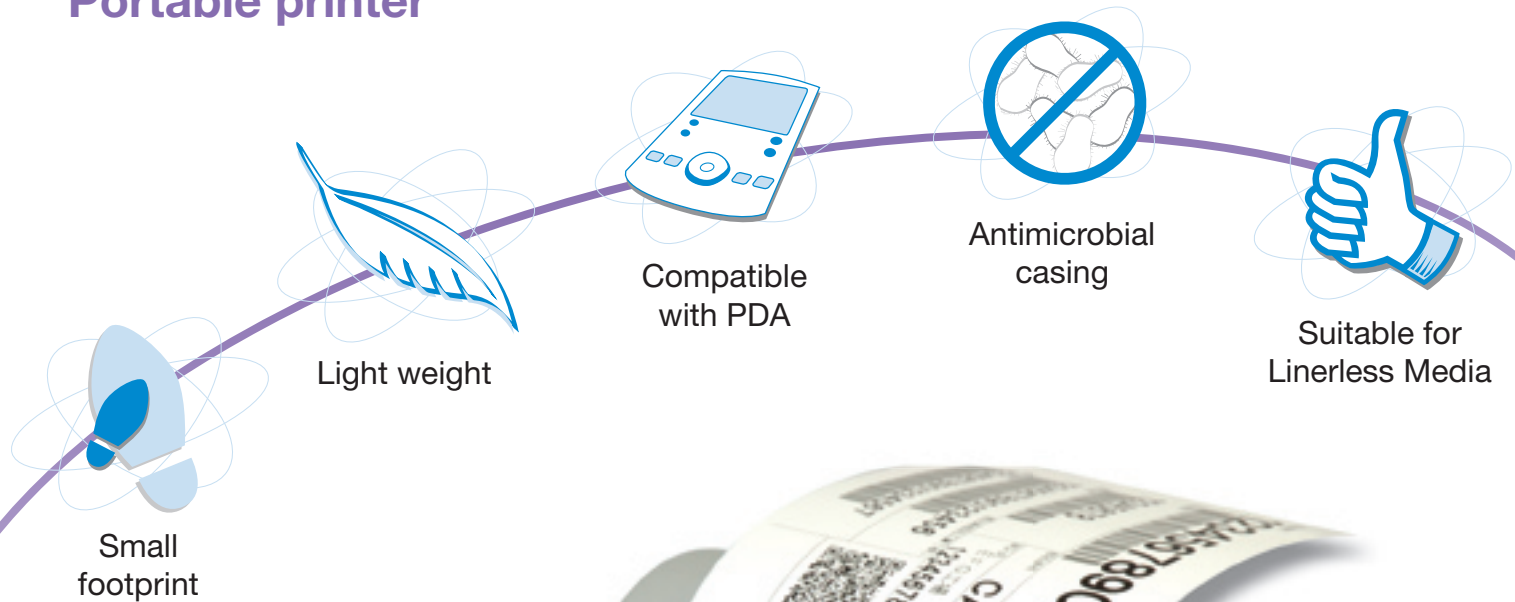 Portable printer
Small
footprint
Light weight
Compatible
with PDA
Antimicrobial
casing
Suitable for
Linerless Media